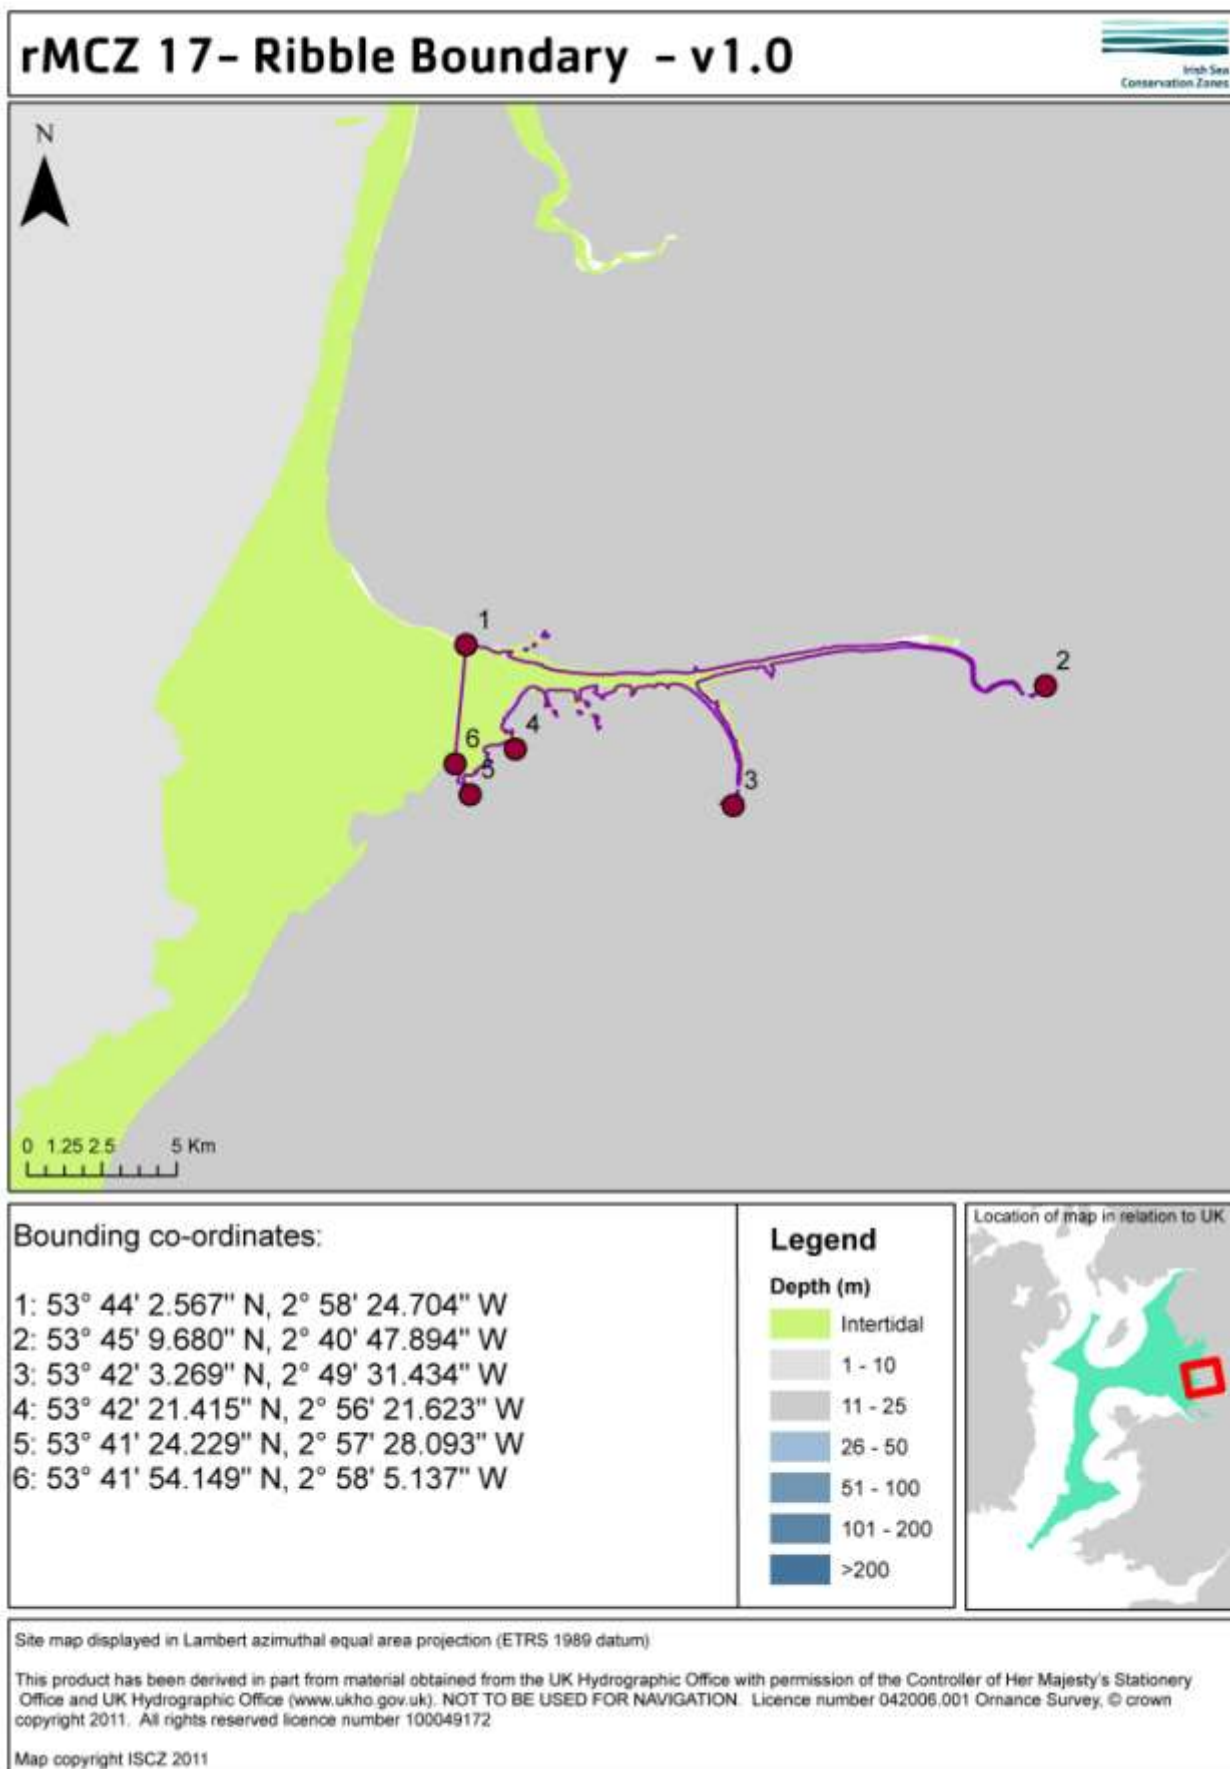 rMCZ 17- Ribble Boundary - v1.0
Irish Sea
Conservation Zones
N
1
2
3
4
5
6
0 1.25 2.5 5 Km
Bounding co-ordinates:
1: 53° 44' 2.567" N, 2° 58' 24.704" W
2: 53° 45' 9.680" N, 2° 40' 47.894" W
3: 53° 42' 3.269" N, 2° 49' 31.434" W
4: 53° 42' 21.415" N, 2° 56' 21.623" W
5: 53° 41' 24.229" N, 2° 57' 28.093" W
6: 53° 41' 54.149" N, 2° 58' 5.137" W
Legend
Depth (m)
Intertidal
1 - 10
11 - 25
26 - 50
51 - 100
101 - 200
>200
Location of map in relation to UK
Site map displayed in Lambert azimuthal equal area projection (ETRS 1989 datum)
This product has been derived in part from material obtained from the UK Hydrographic Office with permission of the Controller of Her Majesty's Stationery
Office and UK Hydrographic Office (www.ukho.gov.uk). NOT TO BE USED FOR NAVIGATION. Licence number 042006.001 Ornance Survey, © crown
copyright 2011. All rights reserved licence number 100049172
Map copyright ISCZ 2011